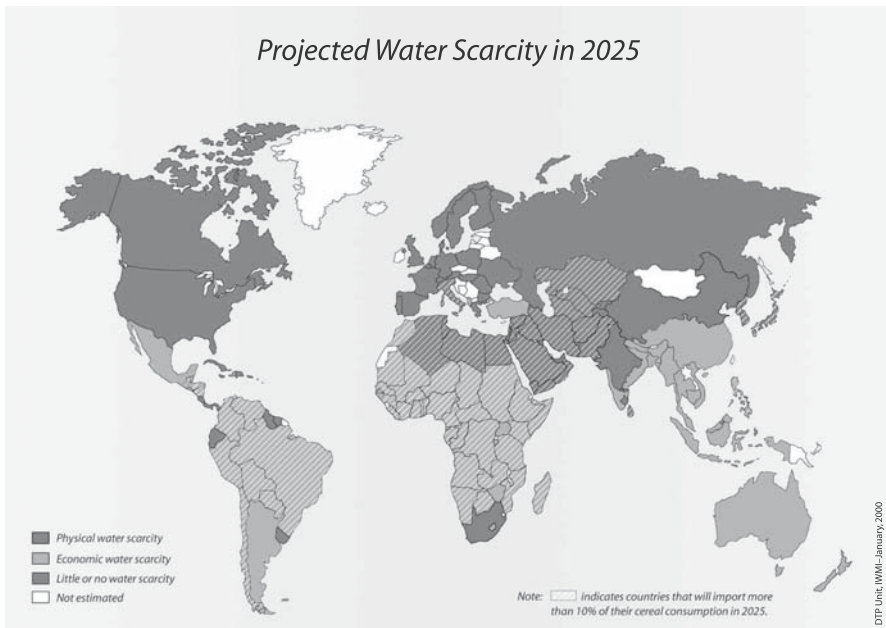 Projected Water Scarcity in 2025
Physical water scarcity
Economic water scarcity
Little or no water scarcity
Not estimated
Note: indicates countries that will import more
than 10% of their cereal consumption in 2025.
DTP Unit, IWMI–January, 2000